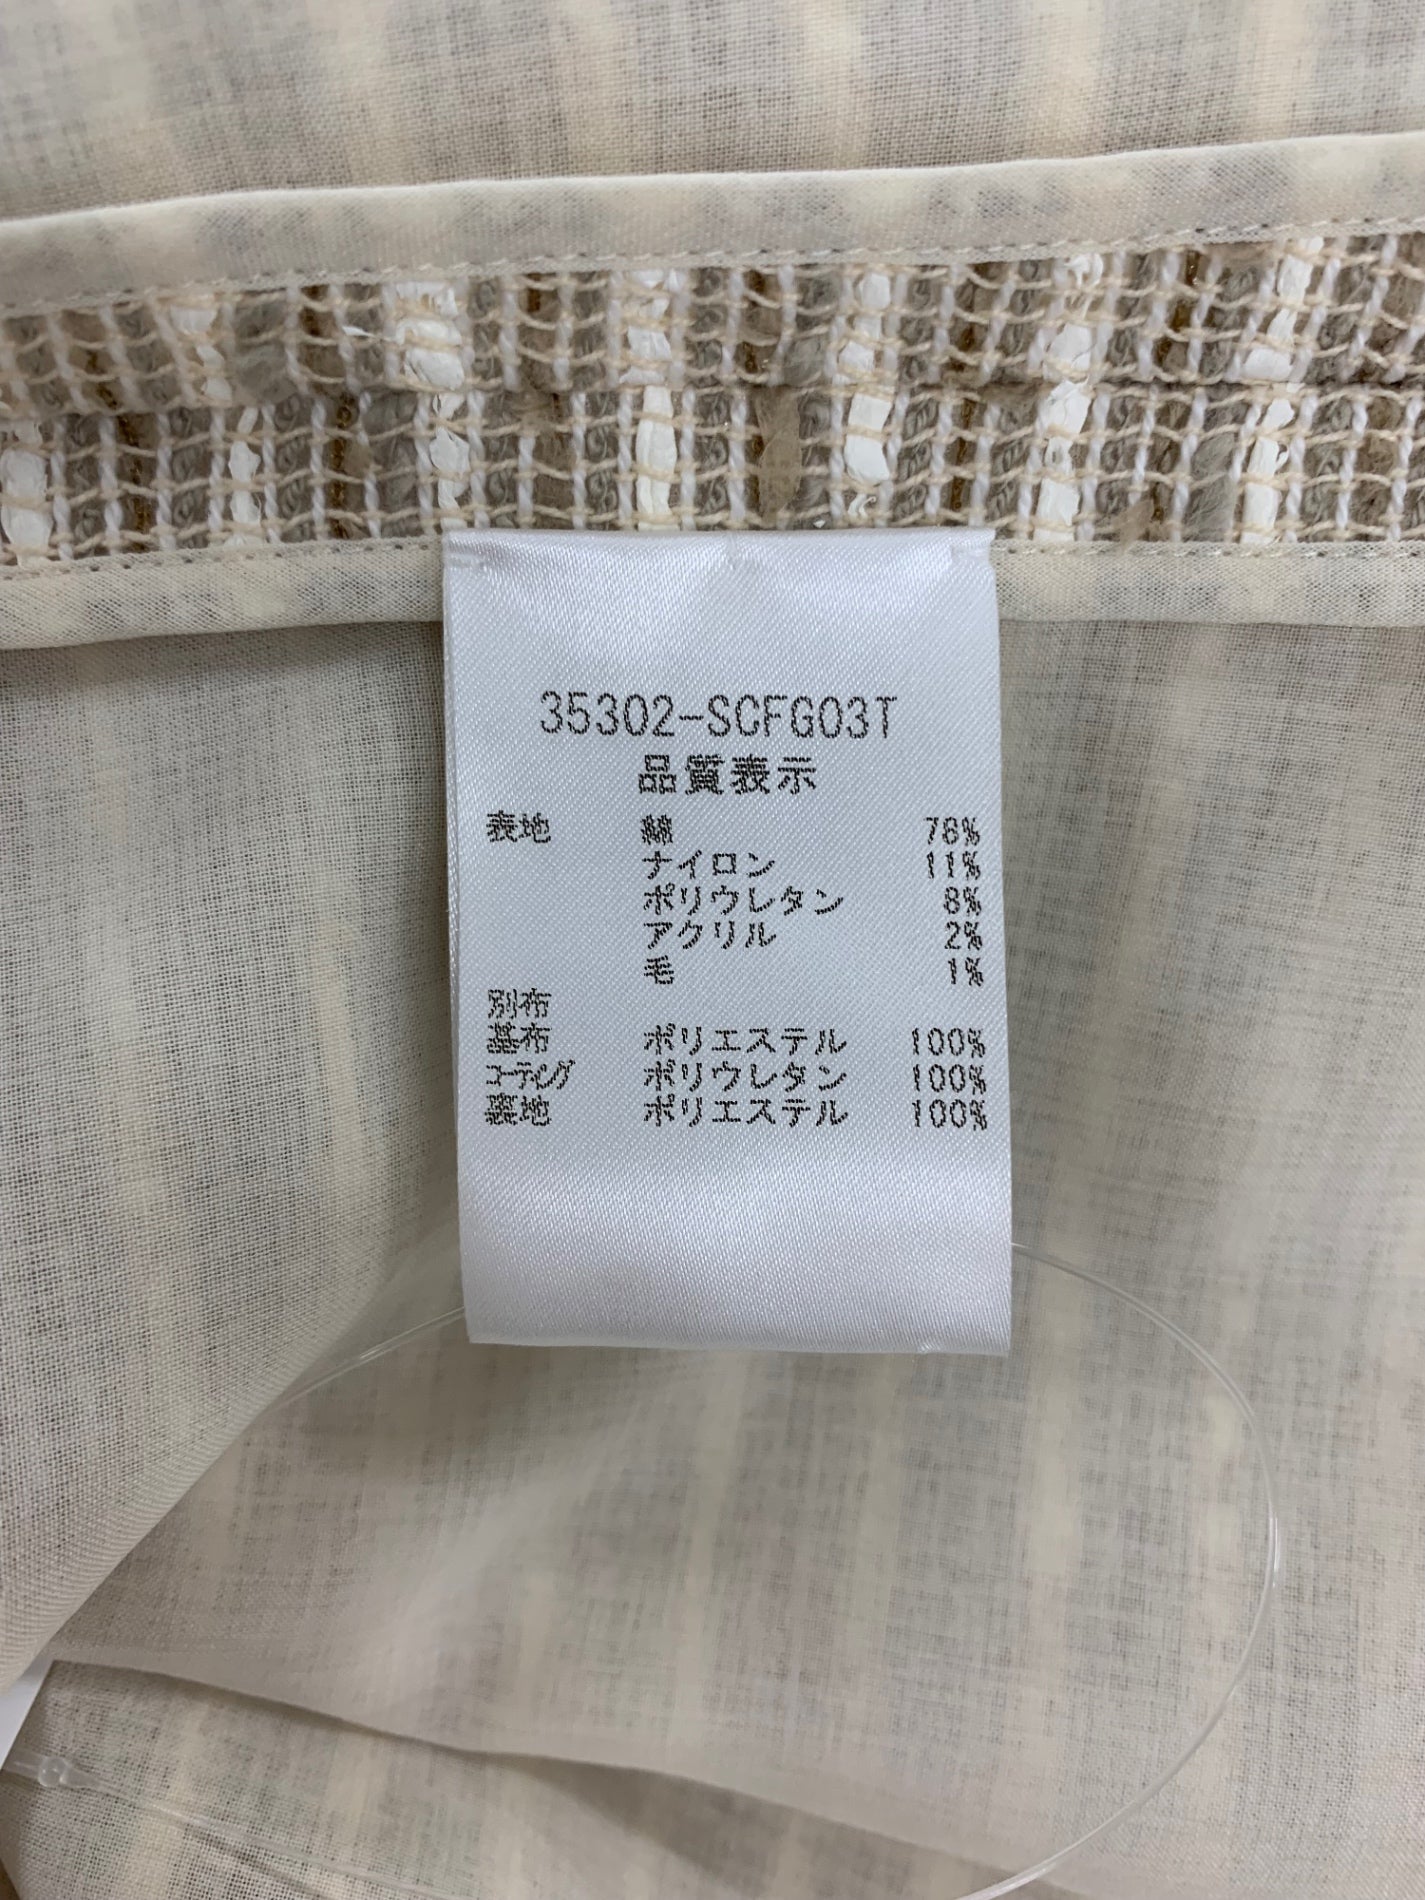 35302-SCFG03T
品質表示
表地 綿 78%
ナイロン 11%
ポリウレタン 8%
アクリル 2%
毛 1%
別布
基布 ポリエステル 100%
コーティング ポリウレタン 100%
裏地 ポリエステル 100%